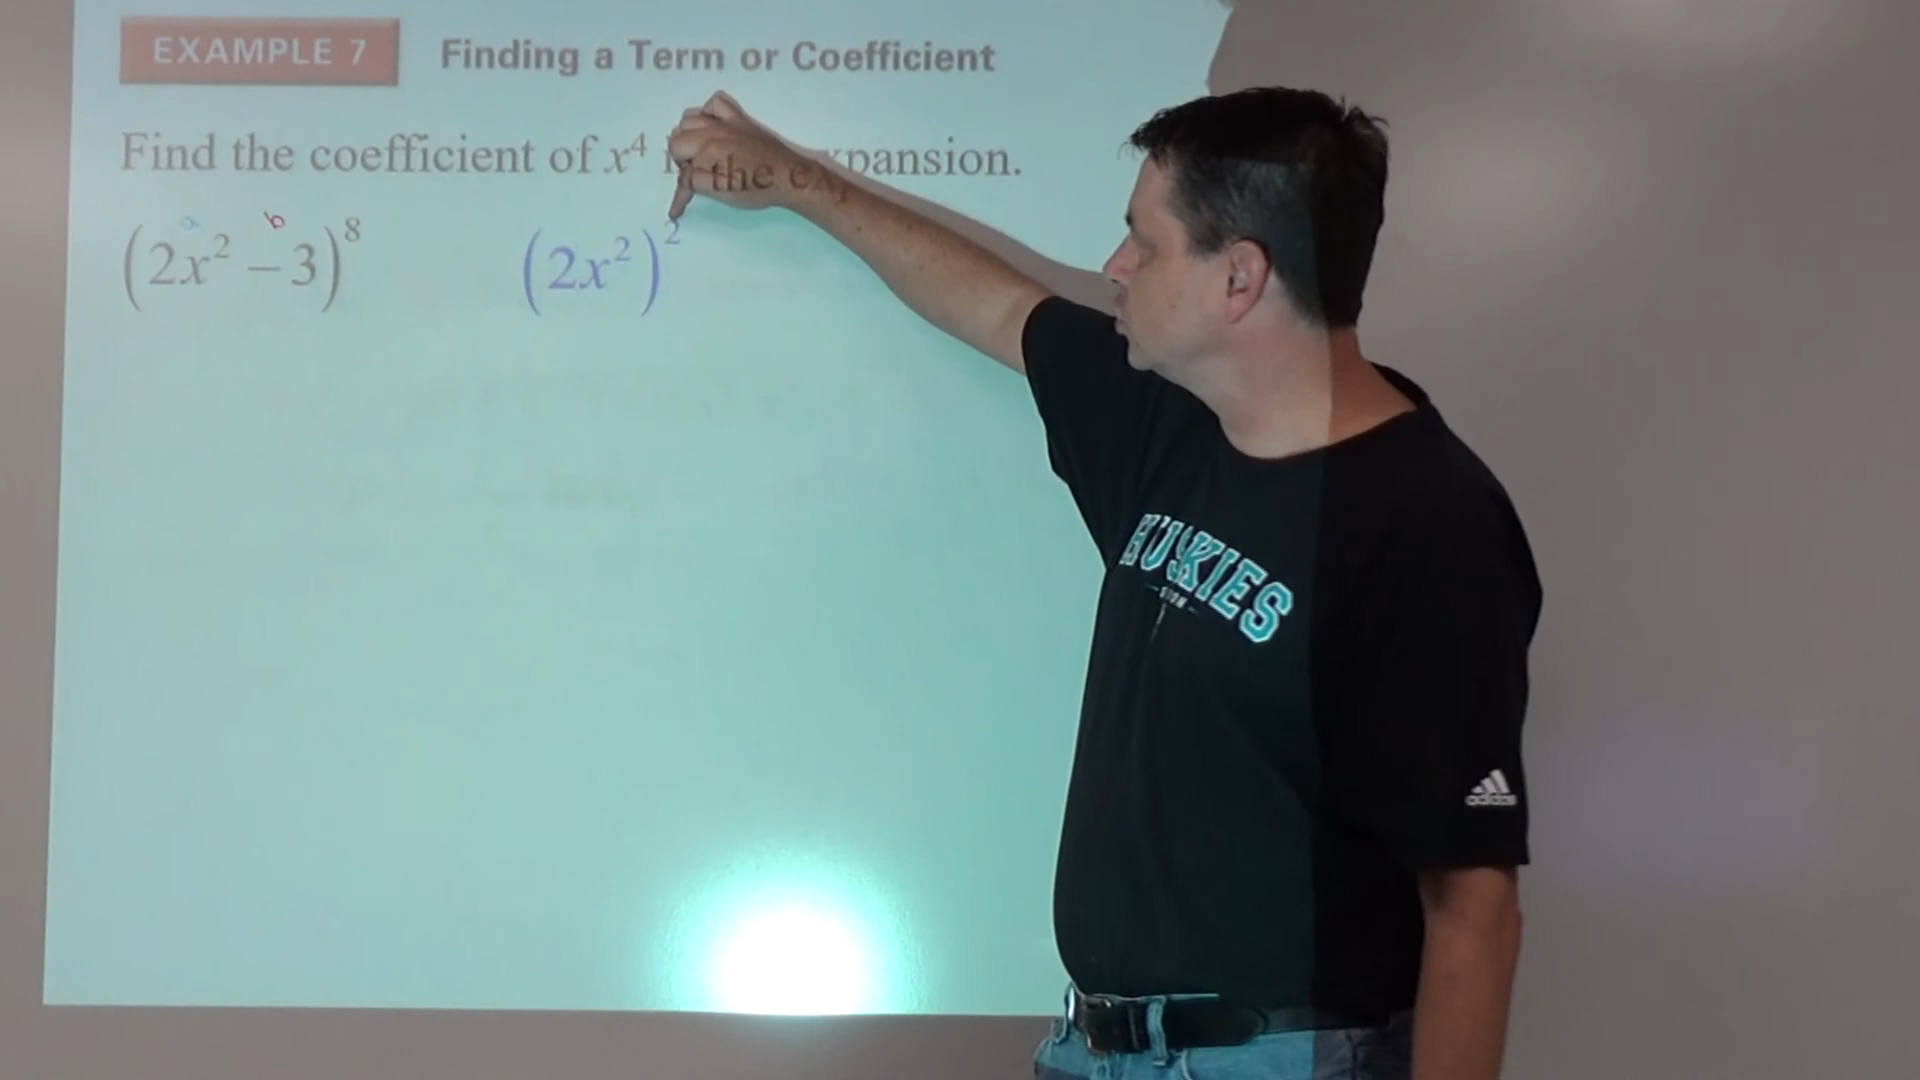 EXAMPLE 7 Finding a Term or Coefficient
Find the coefficient of x⁴ in the expansion.
a b
(2x² – 3)⁸ (2x²)²
HUSKIES
adidas